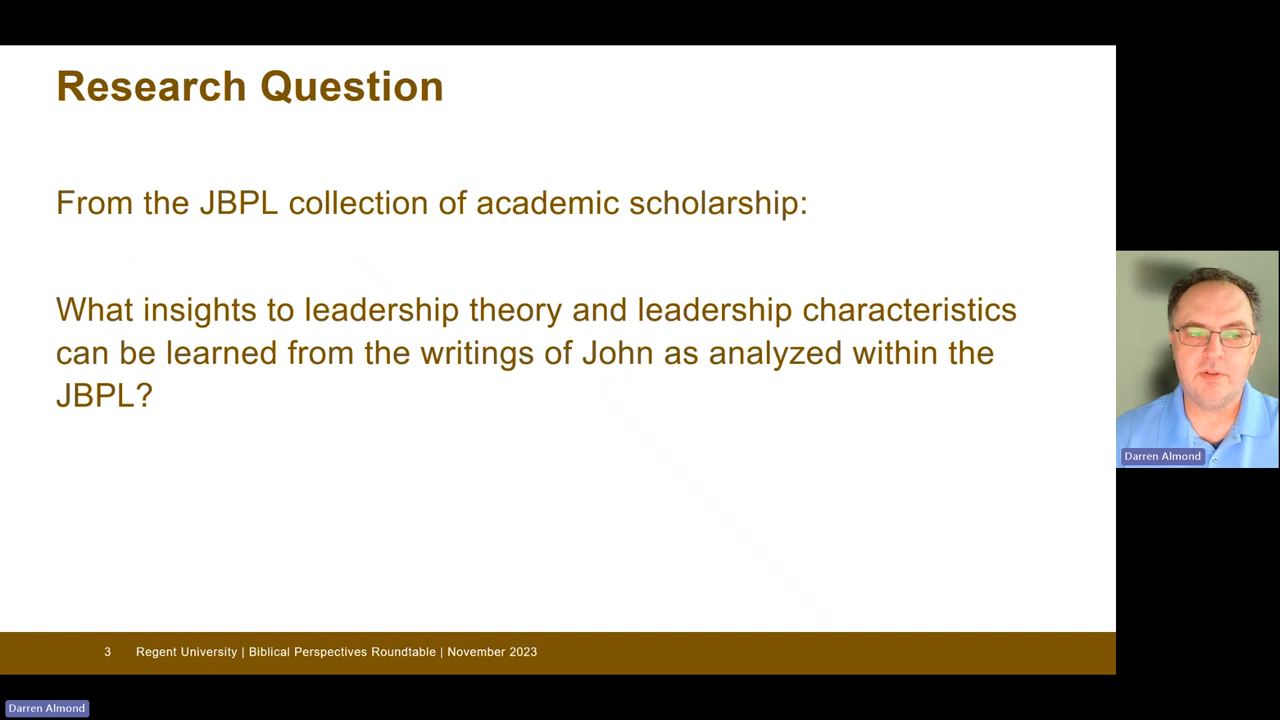 Research Question
From the JBPL collection of academic scholarship:
What insights to leadership theory and leadership characteristics
can be learned from the writings of John as analyzed within the
JBPL?
Darren Almond
3 Regent University | Biblical Perspectives Roundtable | November 2023
Darren Almond